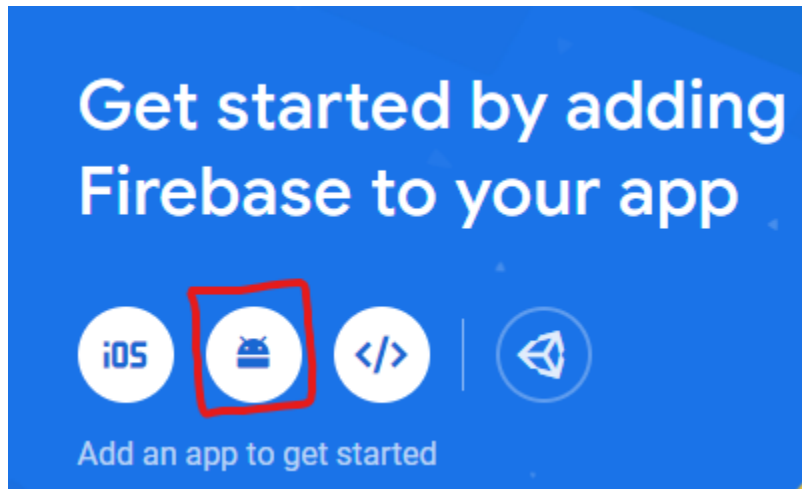 Get started by adding
Firebase to your app
iOS
</>
Add an app to get started